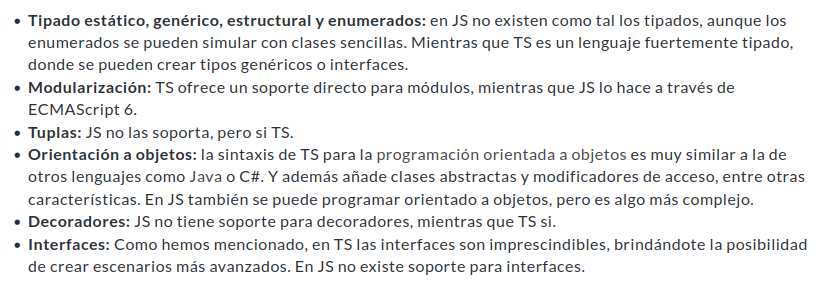 • Tipado estático, genérico, estructural y enumerados: en JS no existen como tal los tipados, aunque los
enumerados se pueden simular con clases sencillas. Mientras que TS es un lenguaje fuertemente tipado,
donde se pueden crear tipos genéricos o interfaces.
• Modularización: TS ofrece un soporte directo para módulos, mientras que JS lo hace a través de
ECMAScript 6.
• Tuplas: JS no las soporta, pero si TS.
• Orientación a objetos: la sintaxis de TS para la programación orientada a objetos es muy similar a la de
otros lenguajes como Java o C#. Y además añade clases abstractas y modificadores de acceso, entre otras
características. En JS también se puede programar orientado a objetos, pero es algo más complejo.
• Decoradores: JS no tiene soporte para decoradores, mientras que TS si.
• Interfaces: Como hemos mencionado, en TS las interfaces son imprescindibles, brindándote la posibilidad
de crear escenarios más avanzados. En JS no existe soporte para interfaces.